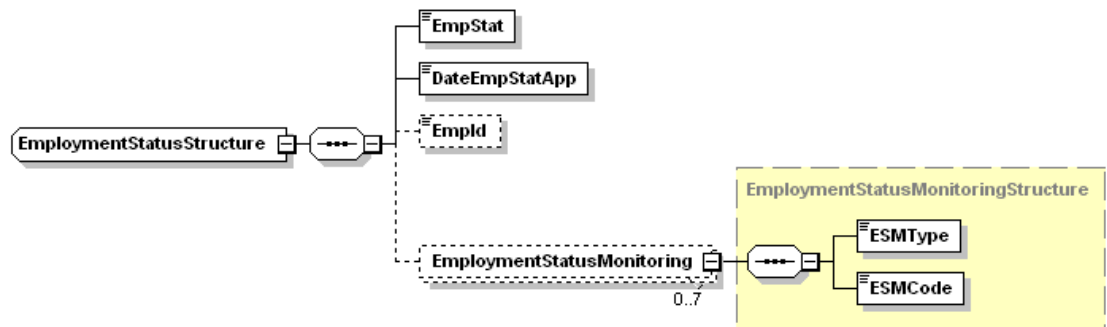 EmpStat
DateEmpStatApp
EmpId
EmploymentStatusStructure
EmploymentStatusMonitoringStructure
ESMType
EmploymentStatusMonitoring
ESMCode
0..7